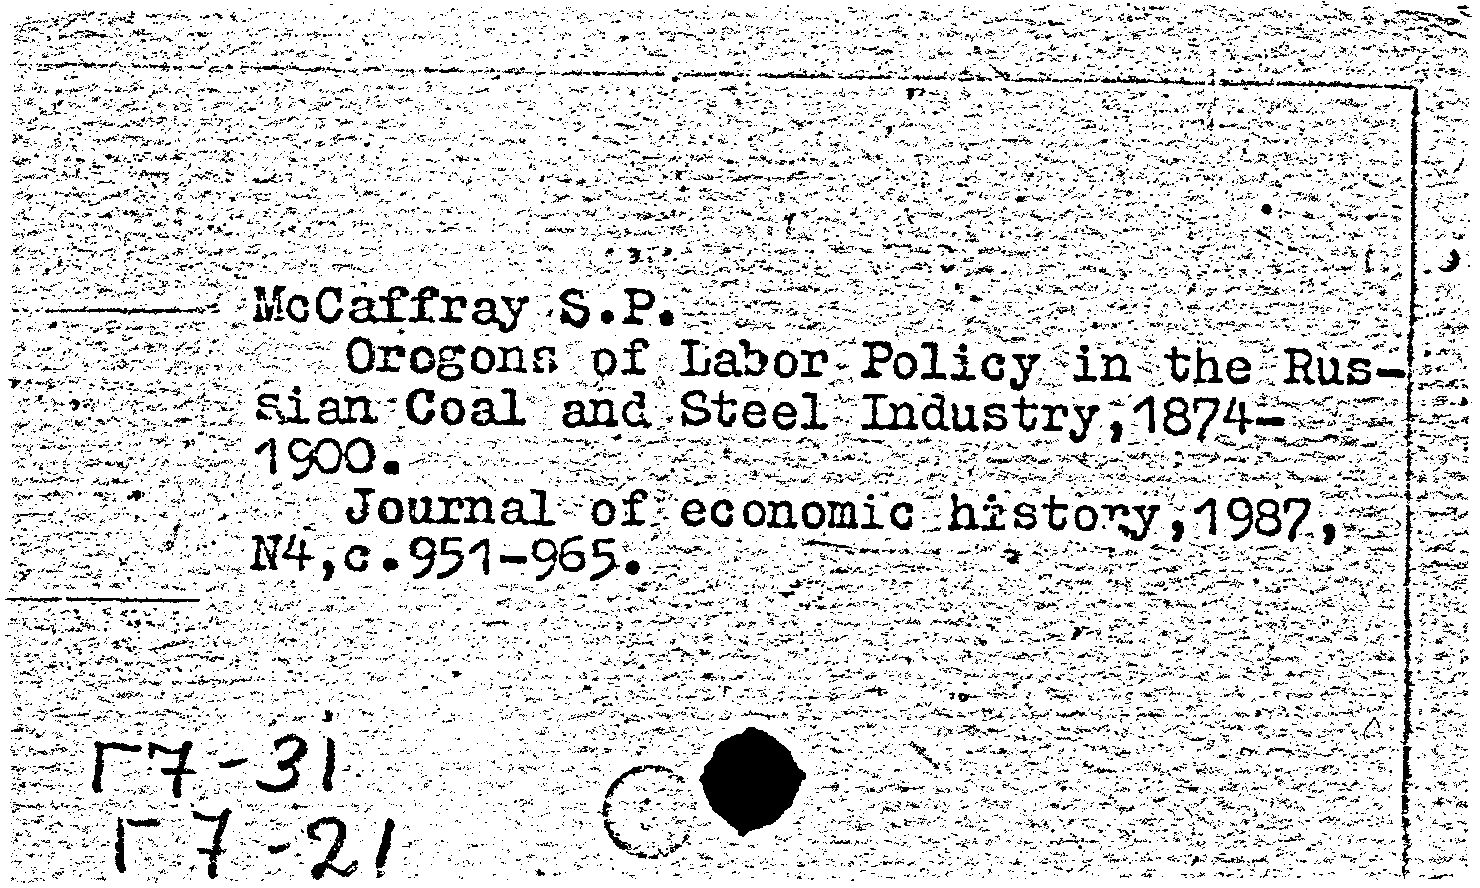 McCaffray S.P.
Orogons of Labor Policy in the Rus-
sian Coal and Steel Industry,1874-
1900.
Journal of economic history,1987,
N4,c.951-965.
Г7-31
Г7-21